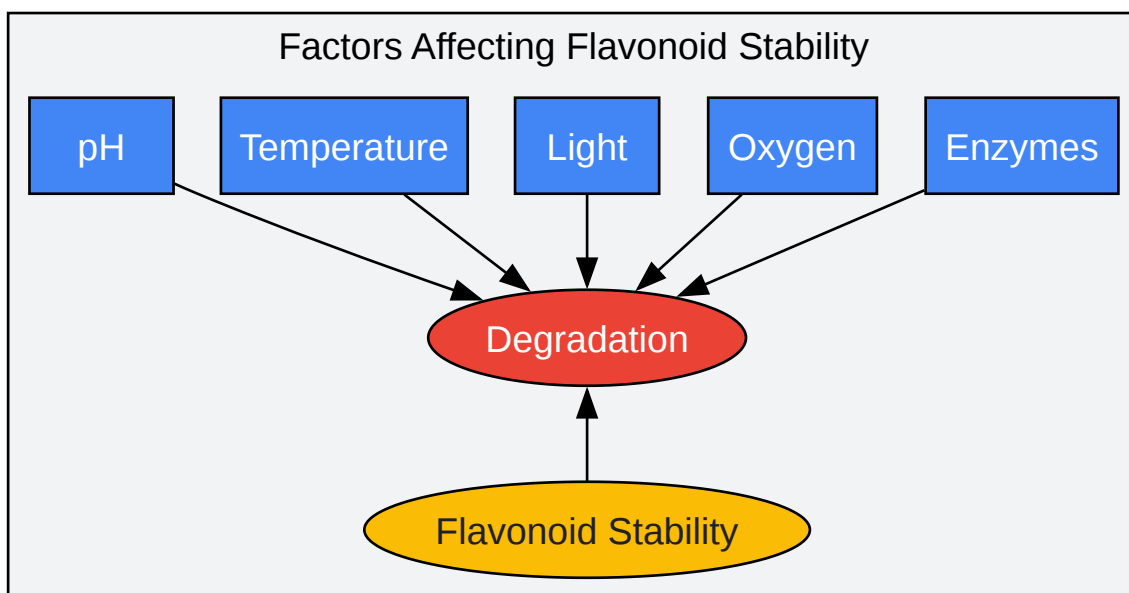 Factors Affecting Flavonoid Stability
pH
Temperature
Light
Oxygen
Enzymes
Degradation
Flavonoid Stability